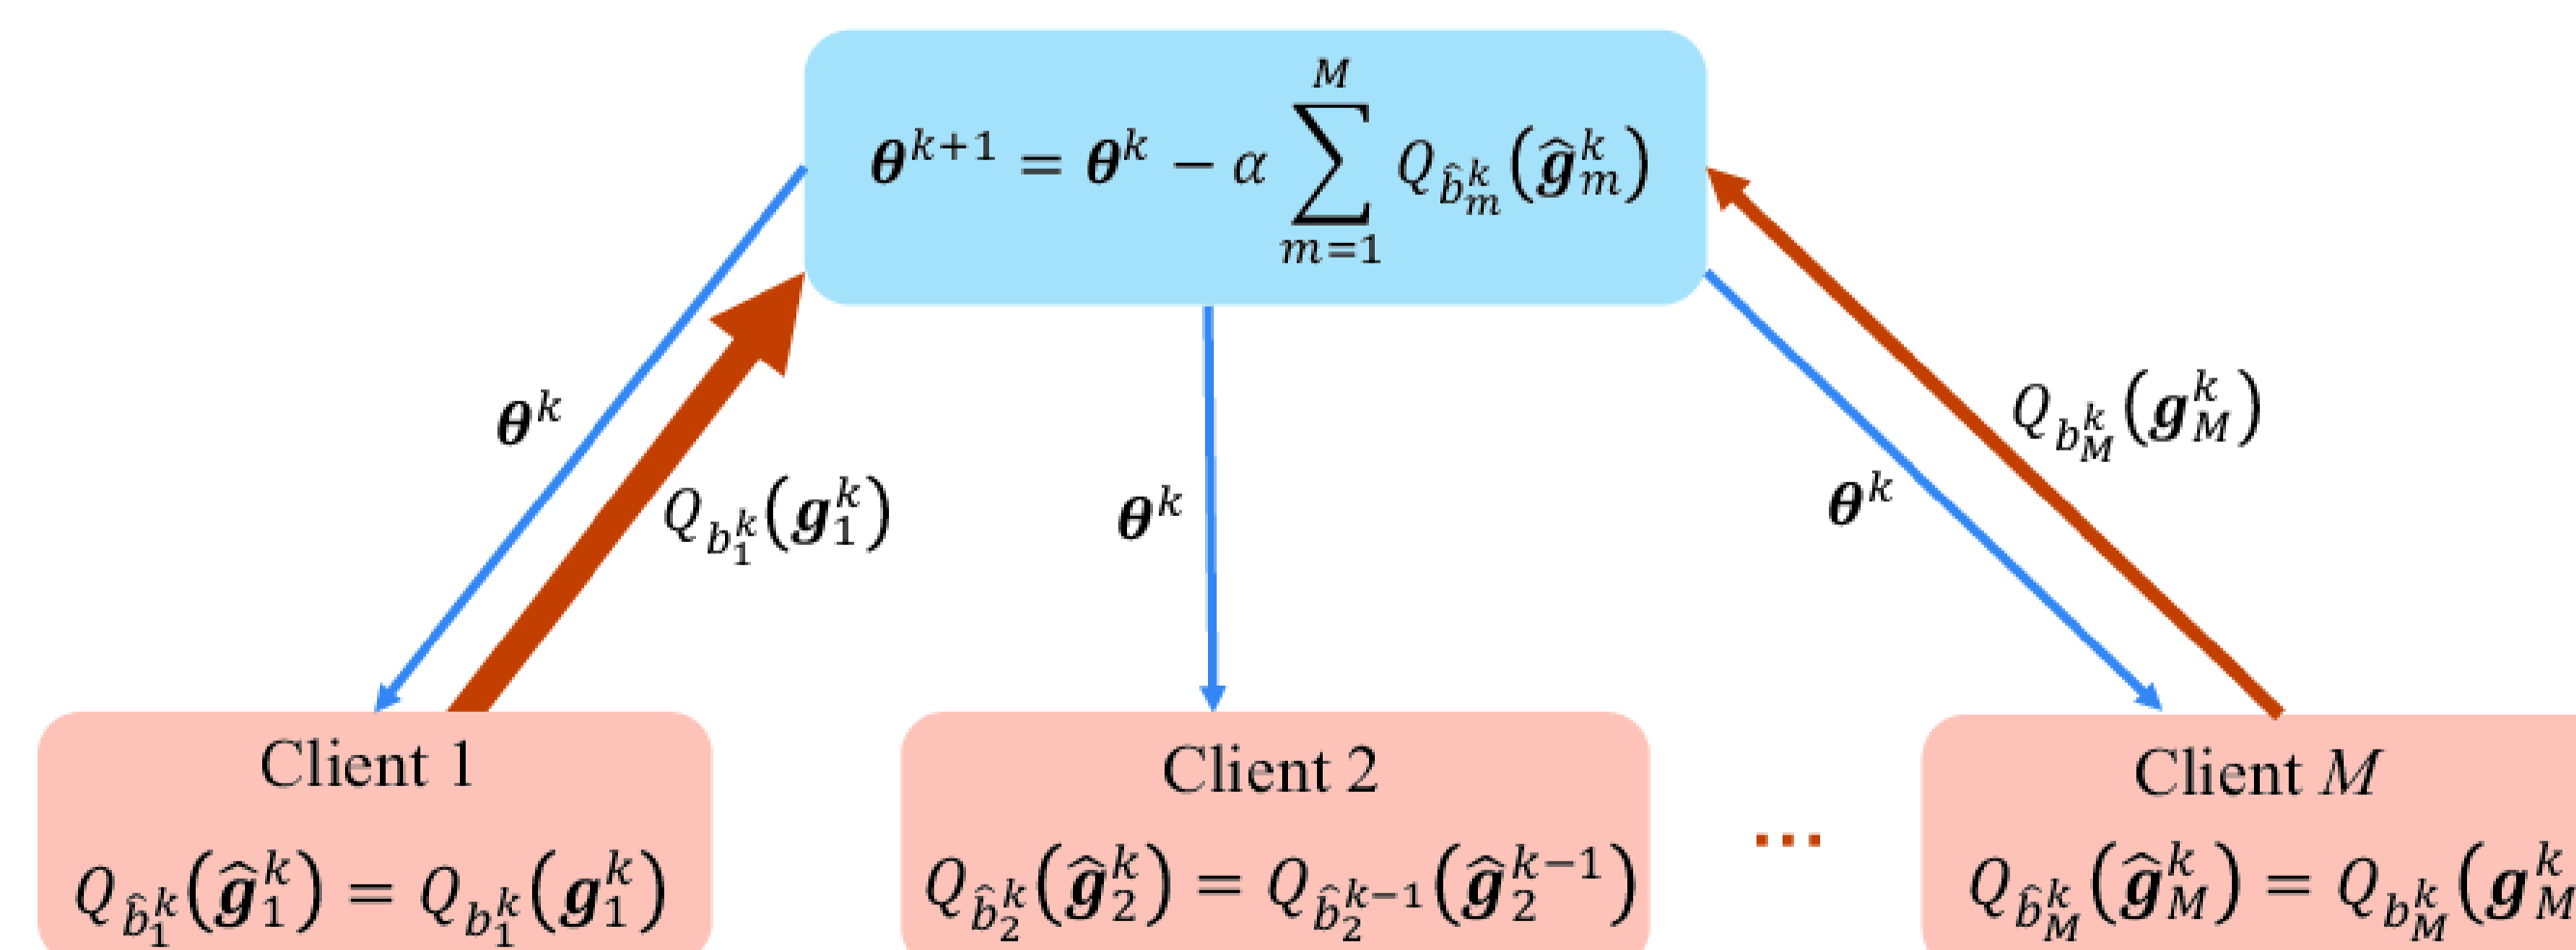 𝜽^{k+1} = 𝜽^k − α ∑_{m=1}^{M} Q_{b̂_m^k}(𝒈̂_m^k)
𝜽^k
Q_{b_1^k}(𝒈_1^k)
𝜽^k
𝜽^k
Q_{b_M^k}(𝒈_M^k)
Client 1
Q_{b̂_1^k}(𝒈̂_1^k) = Q_{b_1^k}(𝒈_1^k)
Client 2
Q_{b̂_2^k}(𝒈̂_2^k) = Q_{b̂_2^{k−1}}(𝒈̂_2^{k−1})
...
Client M
Q_{b̂_M^k}(𝒈̂_M^k) = Q_{b_M^k}(𝒈_M^k